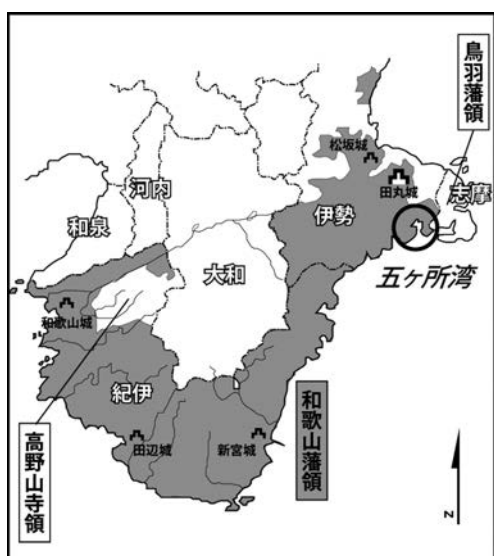 鳥羽藩領
松坂城
田丸城
志摩
伊勢
河内
和泉
大和
五ヶ所湾
和歌山城
紀伊
和歌山藩領
田辺城
新宮城
高野山寺領
N